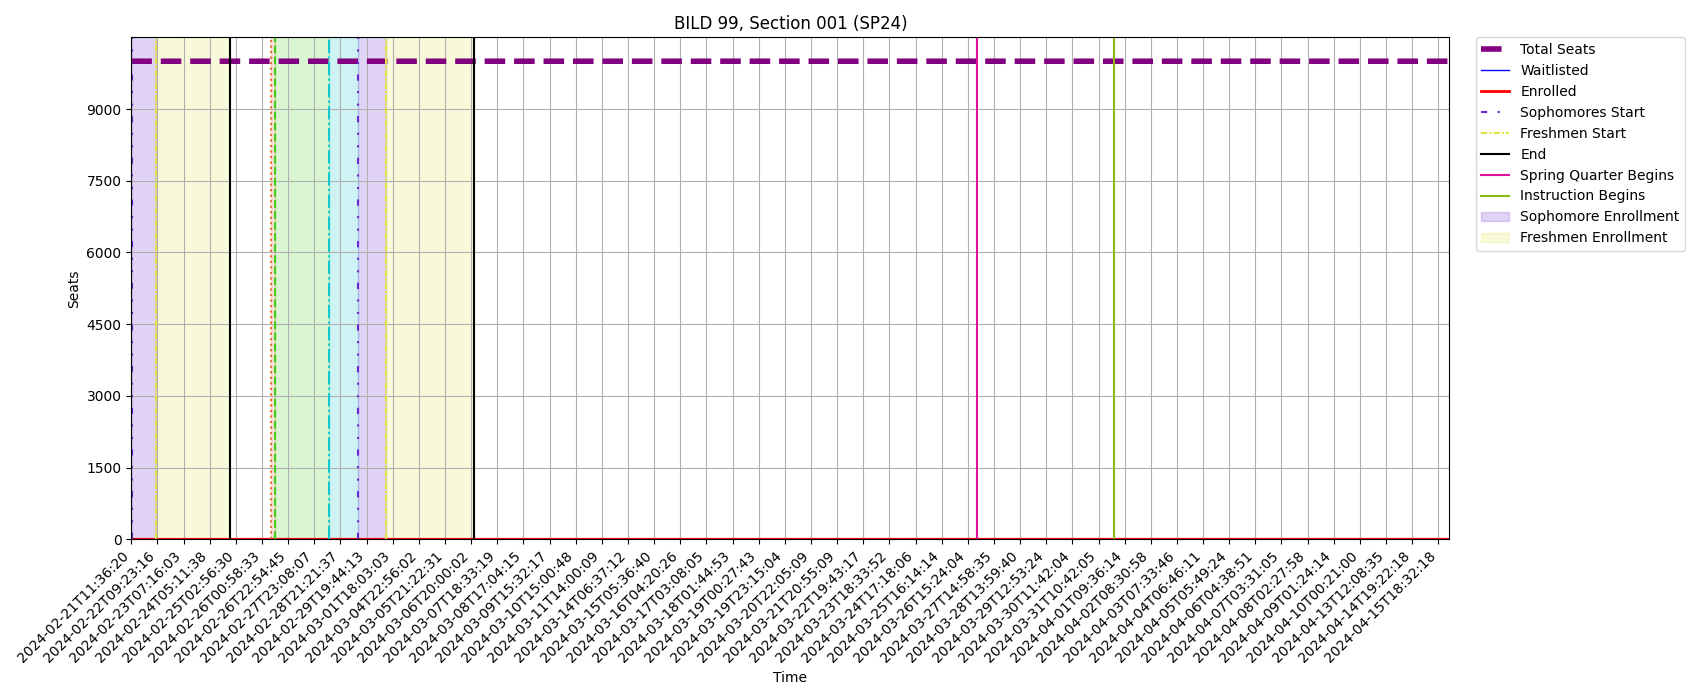 BILD 99, Section 001 (SP24)
Total Seats
Waitlisted
Enrolled
Sophomores Start
Freshmen Start
End
Spring Quarter Begins
Instruction Begins
Sophomore Enrollment
Freshmen Enrollment
Seats
9000
7500
6000
4500
3000
1500
0
2024-02-21T11:36:20
2024-02-22T09:23:16
2024-02-23T07:16:03
2024-02-24T05:11:38
2024-02-25T02:56:30
2024-02-26T00:58:33
2024-02-26T22:54:45
2024-02-27T23:08:07
2024-02-28T21:21:37
2024-02-29T19:44:13
2024-03-01T18:03:03
2024-03-04T22:56:02
2024-03-05T21:22:31
2024-03-06T20:00:02
2024-03-07T18:33:19
2024-03-08T17:04:15
2024-03-09T15:32:17
2024-03-10T15:00:48
2024-03-11T14:00:09
2024-03-14T06:37:12
2024-03-15T05:36:40
2024-03-16T04:20:26
2024-03-17T03:08:05
2024-03-18T01:44:53
2024-03-19T00:27:43
2024-03-19T23:15:04
2024-03-20T22:05:09
2024-03-21T20:55:09
2024-03-22T19:43:17
2024-03-23T18:33:52
2024-03-24T17:18:06
2024-03-25T16:14:14
2024-03-26T15:24:04
2024-03-27T14:58:35
2024-03-28T13:59:40
2024-03-29T12:53:24
2024-03-30T11:42:04
2024-03-31T10:42:05
2024-04-01T09:36:14
2024-04-02T08:30:58
2024-04-03T07:33:46
2024-04-04T06:46:11
2024-04-05T05:49:24
2024-04-06T04:38:51
2024-04-07T03:31:05
2024-04-08T02:27:58
2024-04-09T01:24:14
2024-04-10T00:21:00
2024-04-13T12:08:35
2024-04-14T19:22:18
2024-04-15T18:32:18
Time